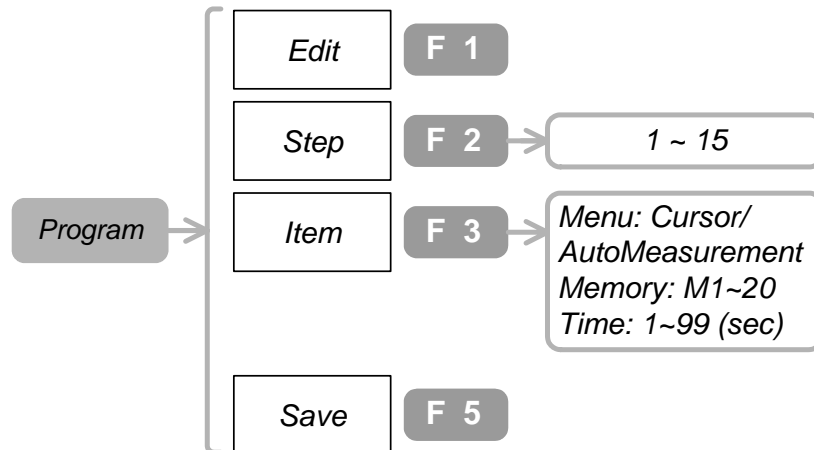 Edit
F 1
Step
F 2
1 ~ 15
Program
Item
F 3
Menu: Cursor/
AutoMeasurement
Memory: M1~20
Time: 1~99 (sec)
Save
F 5